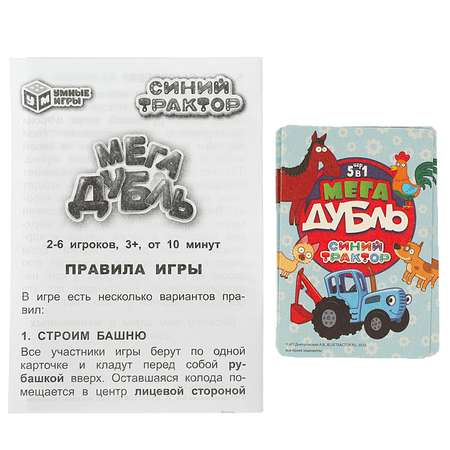 УМ
УМНЫЕ
ИГРЫ
СИНИЙ
ТРАКТОР
МЕГА
ДУБЛЬ
2-6 игроков, 3+, от 10 минут
ПРАВИЛА ИГРЫ
В игре есть несколько вариантов пра-
вил:
1. СТРОИМ БАШНЮ
Все участники игры берут по одной
карточке и кладут перед собой ру-
башкой вверх. Оставшаяся колода по-
мещается в центр лицевой стороной
5 игр в 1
МЕГА
ДУБЛЬ
СИНИЙ
ТРАКТОР